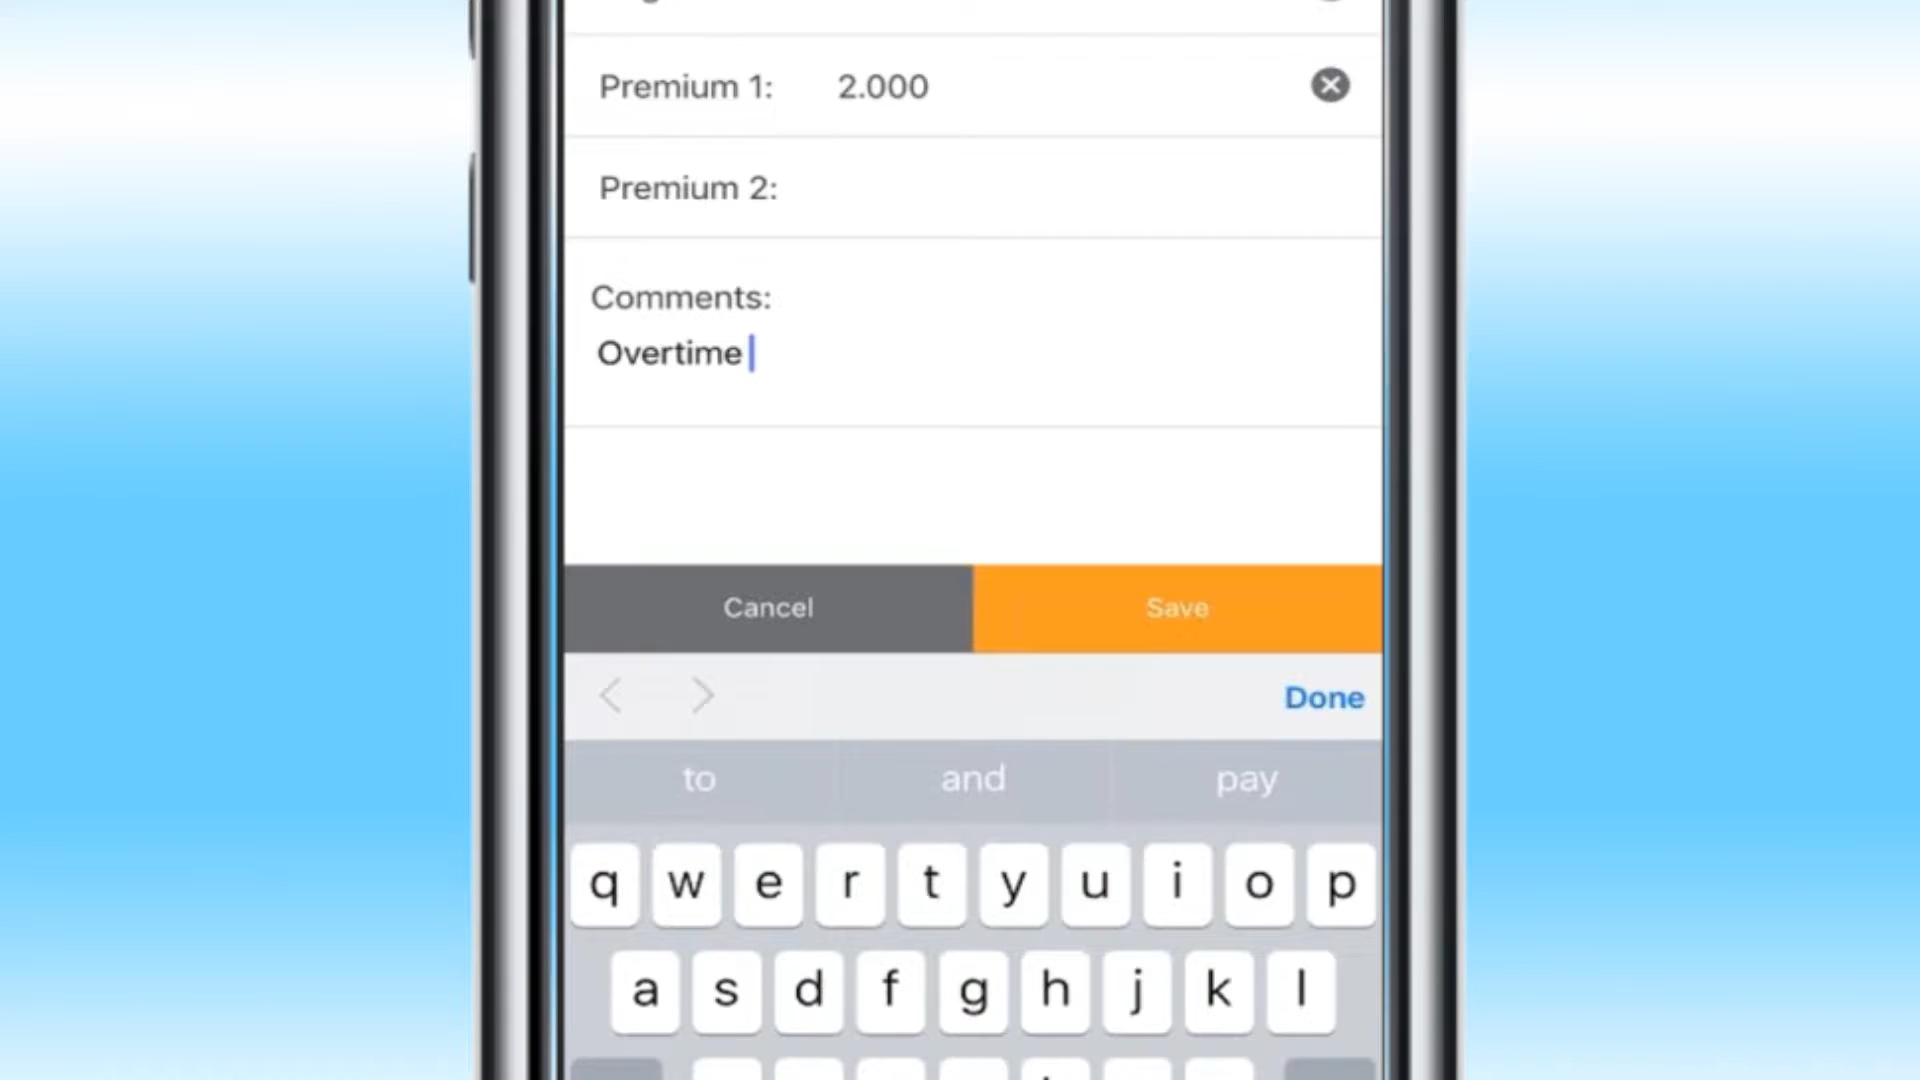 Premium 1: 2.000
Premium 2:
Comments:
Overtime
Cancel Save
Done
to and pay
q w e r t y u i o p
a s d f g h j k l